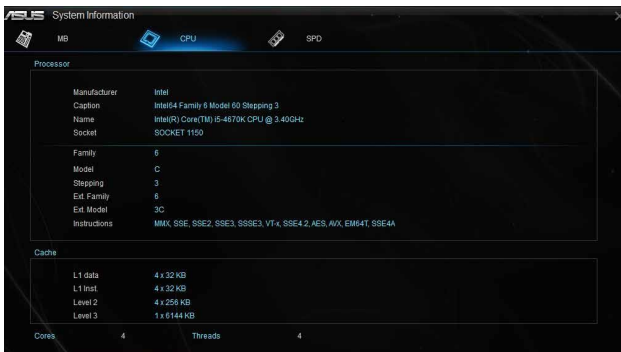 ASUS System Information
MB CPU SPD
Processor
Manufacturer Intel
Caption Intel64 Family 6 Model 60 Stepping 3
Name Intel(R) Core(TM) i5-4670K CPU @ 3.40GHz
Socket SOCKET 1150
Family 6
Model C
Stepping 3
Ext. Family 6
Ext. Model 3C
Instructions MMX, SSE, SSE2, SSE3, SSSE3, VT-x, SSE4.2, AES, AVX, EM64T, SSE4A
Cache
L1 data 4 x 32 KB
L1 Inst. 4 x 32 KB
Level 2 4 x 256 KB
Level 3 1 x 6144 KB
Cores 4 Threads 4